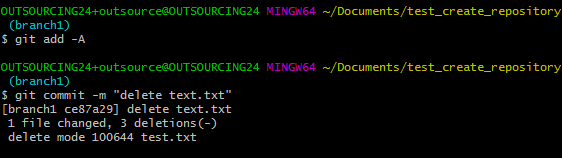 OUTSOURCING24+outsource@OUTSOURCING24 MINGW64 ~/Documents/test_create_repository
(branch1)
$ git add -A
OUTSOURCING24+outsource@OUTSOURCING24 MINGW64 ~/Documents/test_create_repository
(branch1)
$ git commit -m "delete text.txt"
[branch1 ce87a29] delete text.txt
1 file changed, 3 deletions(-)
delete mode 100644 test.txt